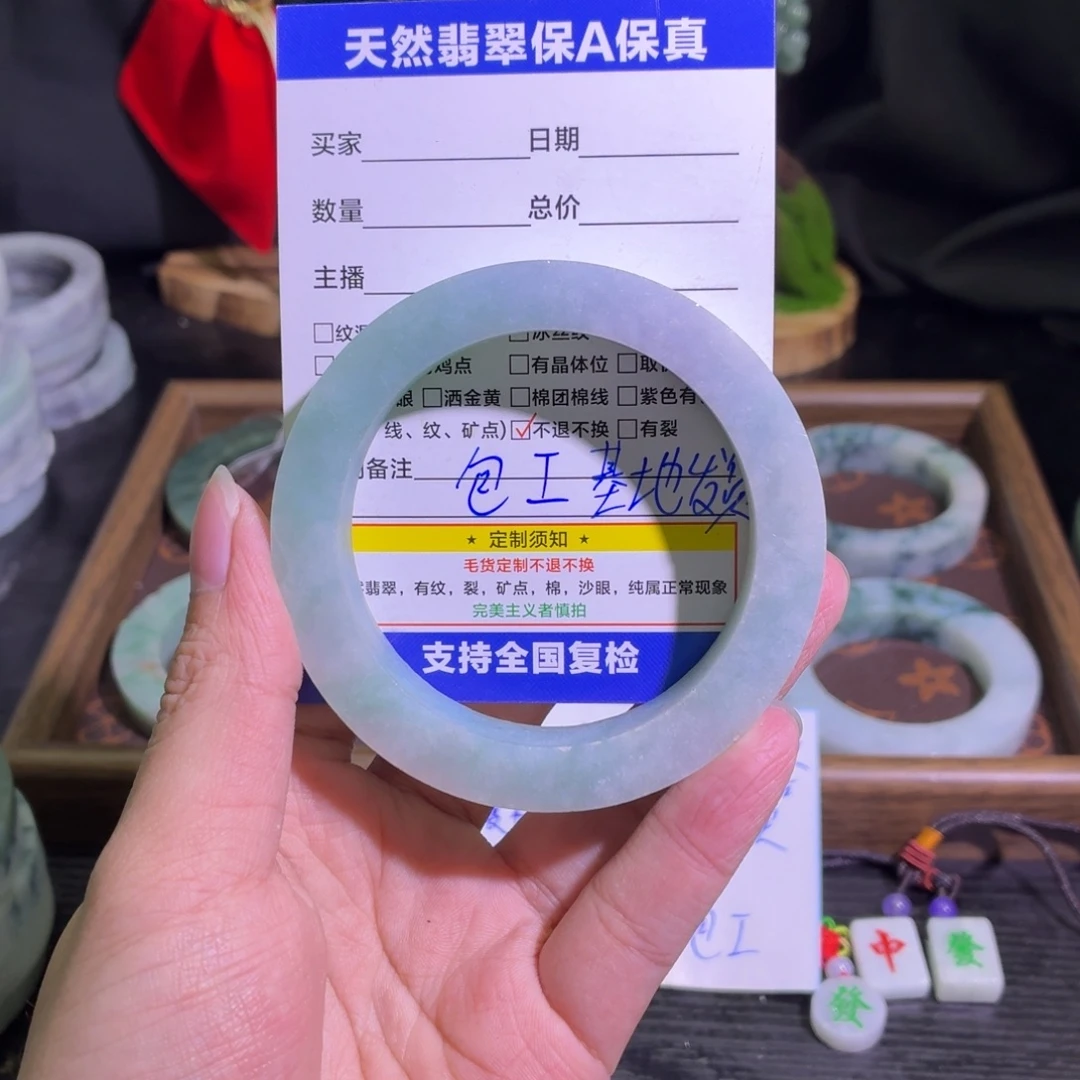 天然翡翠保A保真
买家 日期
数量 总价
主播
□纹 □冰丝纹
□ 鸡点 □有晶体位 □取
眼 □洒金黄 □棉团棉线 □紫色有
线、纹、矿点) ☑不退不换 □有裂
备注 包工 基地发
★ 定制须知 ★
毛货定制不退不换
翡翠，有纹，裂，矿点，棉，沙眼，纯属正常现象
完美主义者慎拍
支持全国复检
包工
中 發
發